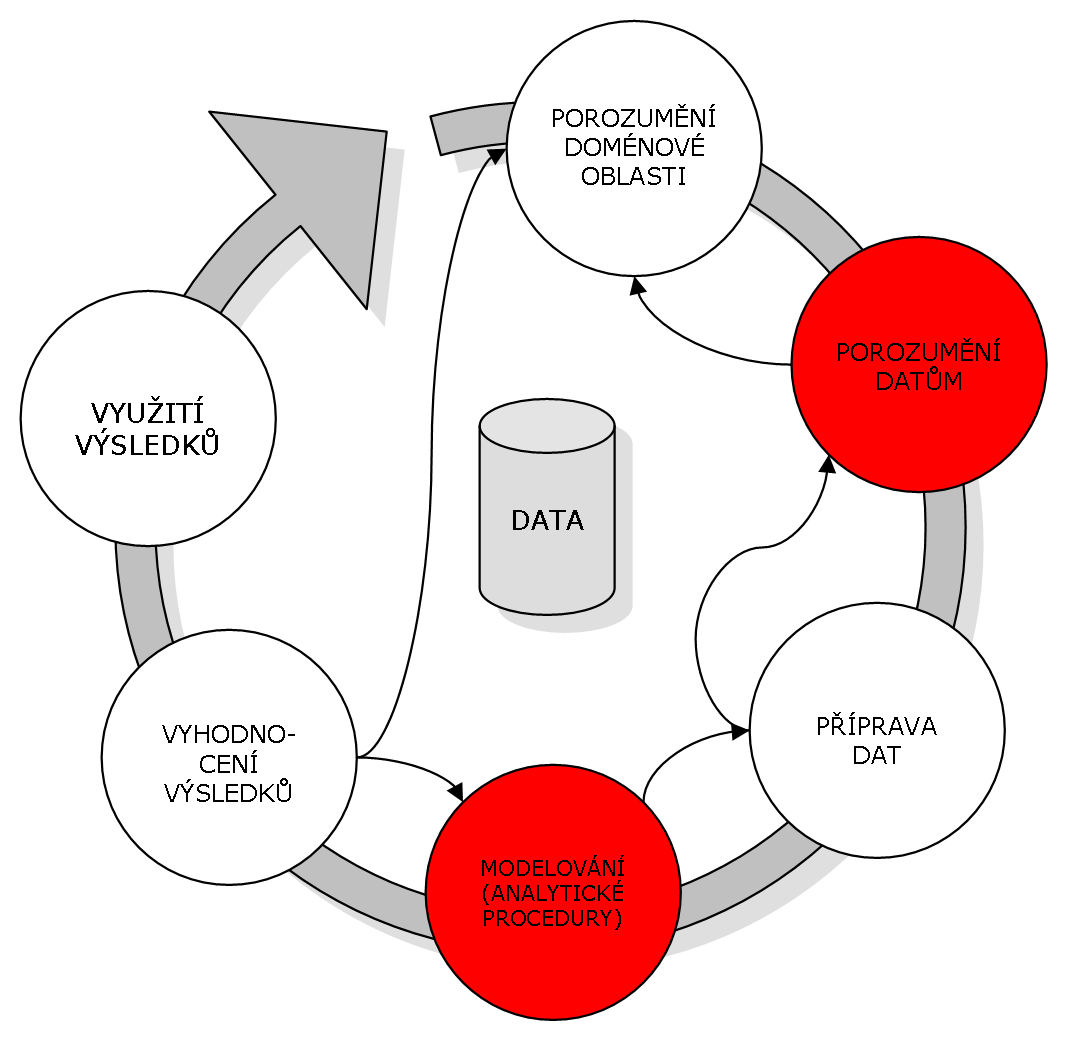 POROZUMĚNÍ
DOMÉNOVÉ
OBLASTI
POROZUMĚNÍ
DATŮM
PŘÍPRAVA
DAT
MODELOVÁNÍ
(ANALYTICKÉ
PROCEDURY)
VYHODNO-
CENÍ
VÝSLEDKŮ
VYUŽITÍ
VÝSLEDKŮ
DATA